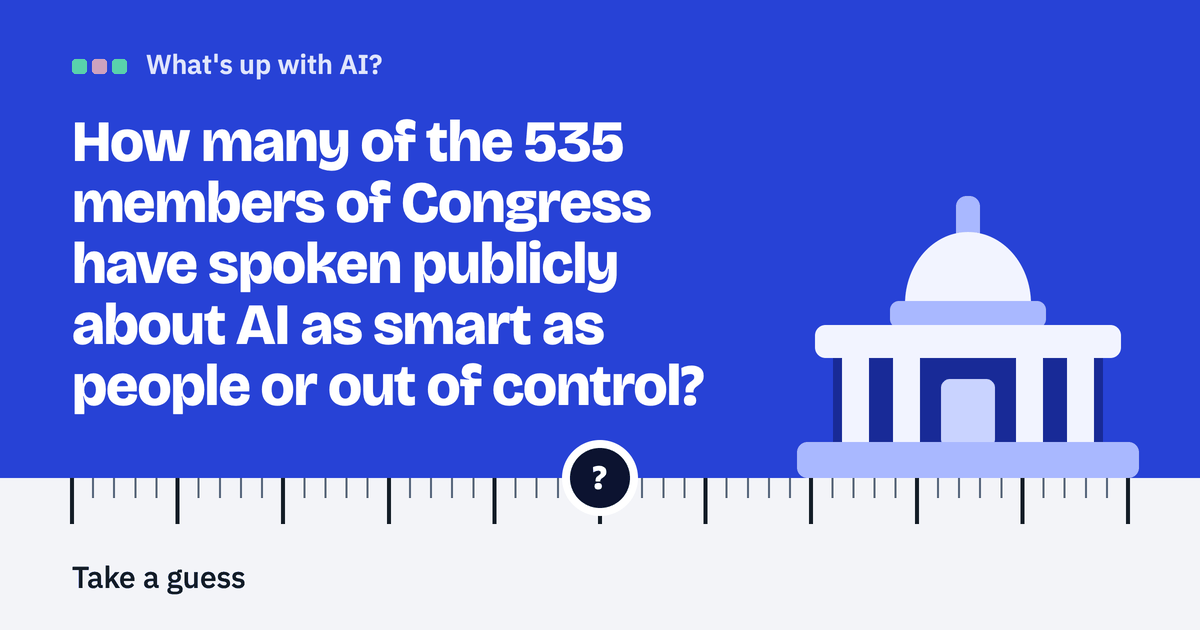 What's up with AI?
How many of the 535
members of Congress
have spoken publicly
about AI as smart as
people or out of control?
?
Take a guess